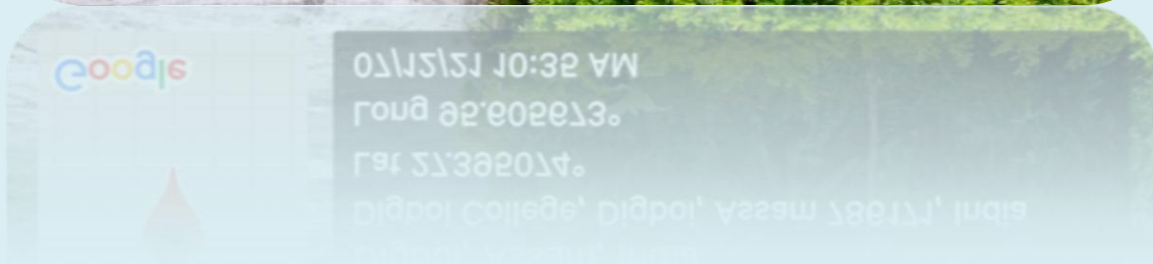 Google
07/12/21 10:35 AM
Long 95.605673°
Lat 27.395074°
Digboi College, Digboi, Assam 786171, India